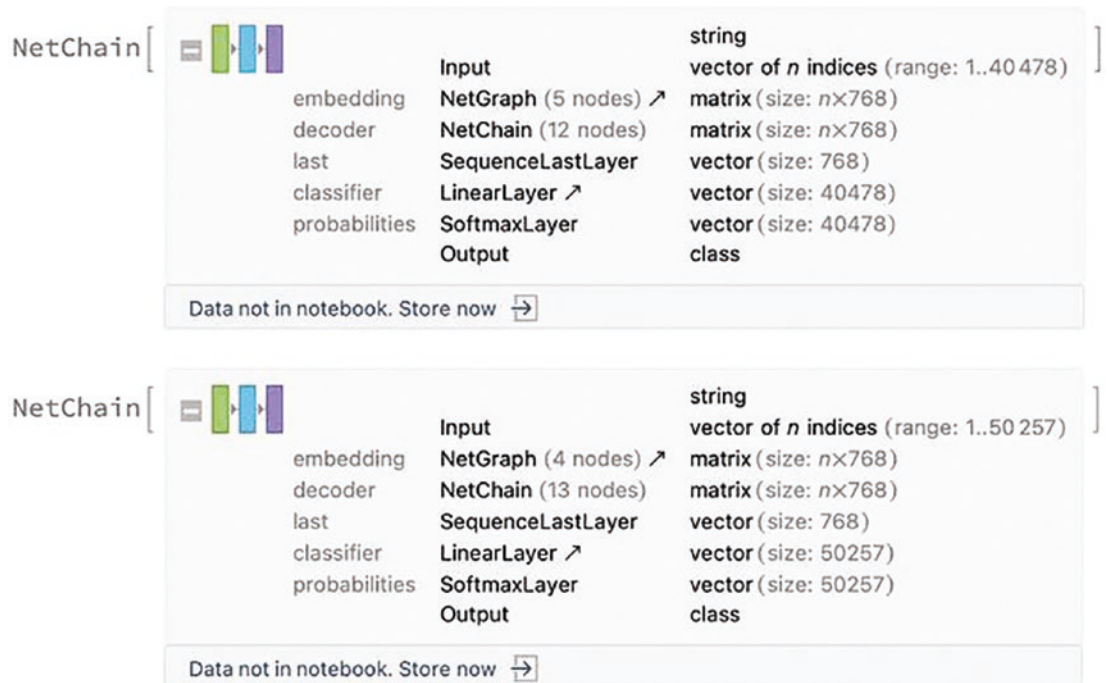 string
NetChain[ ]
Input vector of n indices (range: 1..40 478)
embedding NetGraph (5 nodes) ↗ matrix (size: n×768)
decoder NetChain (12 nodes) matrix (size: n×768)
last SequenceLastLayer vector (size: 768)
classifier LinearLayer ↗ vector (size: 40478)
probabilities SoftmaxLayer vector (size: 40478)
Output class
Data not in notebook. Store now
string
NetChain[ ]
Input vector of n indices (range: 1..50 257)
embedding NetGraph (4 nodes) ↗ matrix (size: n×768)
decoder NetChain (13 nodes) matrix (size: n×768)
last SequenceLastLayer vector (size: 768)
classifier LinearLayer ↗ vector (size: 50257)
probabilities SoftmaxLayer vector (size: 50257)
Output class
Data not in notebook. Store now